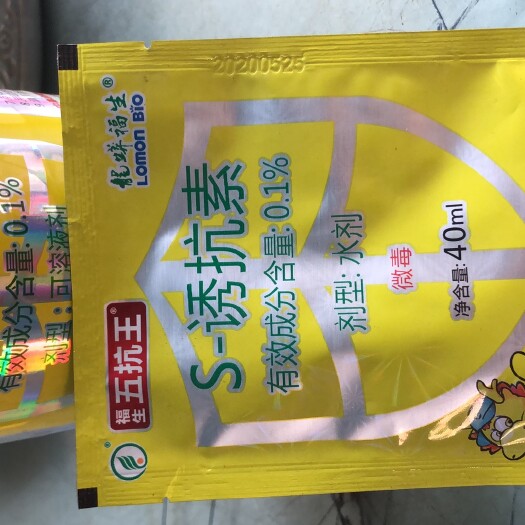 20200525
龍蟒福生®
Lomon Bio
福生 五抗王®
S-诱抗素
有效成分含量: 0.1%
剂型: 水剂
微毒
净含量: 40ml
有效成分含量: 0.1%
剂型: 可溶液剂